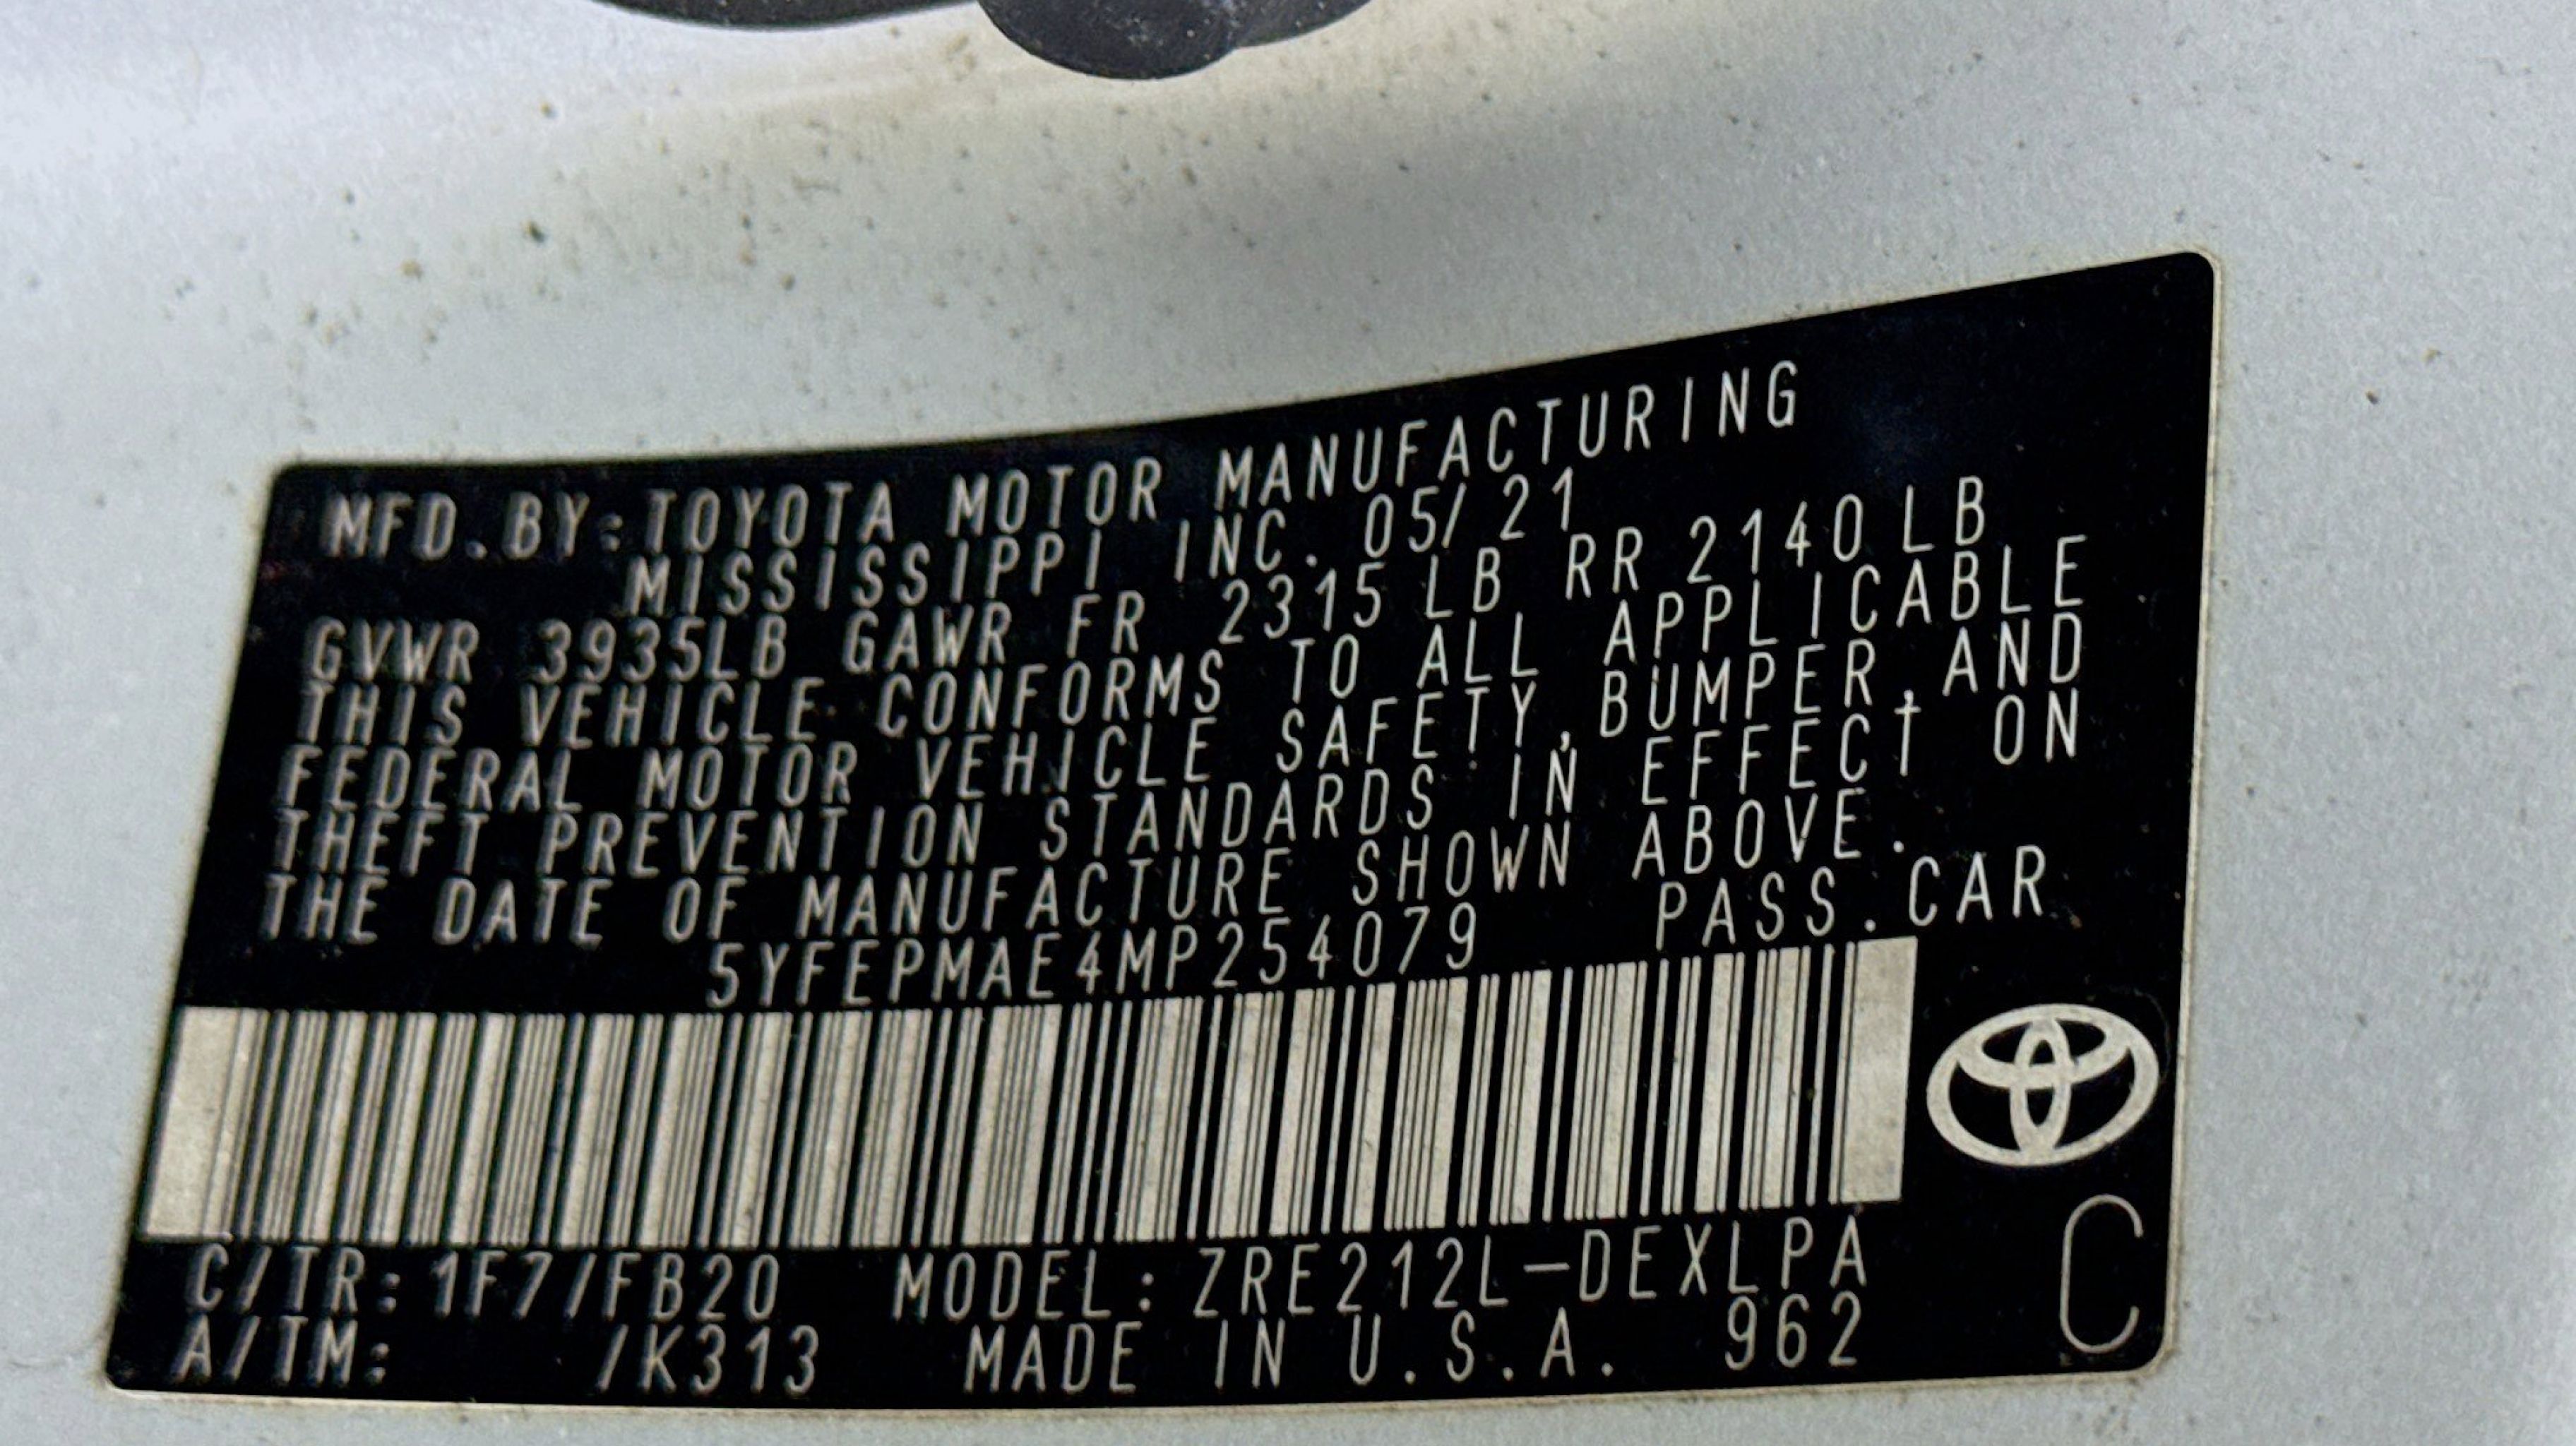 MFD.BY:TOYOTA MOTOR MANUFACTURING
MISSISSIPPI INC. 05/21
GVWR 3935LB GAWR FR 2315LB RR 2140LB
THIS VEHICLE CONFORMS TO ALL APPLICABLE
FEDERAL MOTOR VEHICLE SAFETY,BUMPER,AND
THEFT PREVENTION STANDARDS IN EFFECT ON
THE DATE OF MANUFACTURE SHOWN ABOVE.
5YFEPMAE4MP254079 PASS.CAR
C/TR:1F7/FB20 MODEL:ZRE212L-DEXLPA
A/TM: /K313 MADE IN U.S.A. 962
C